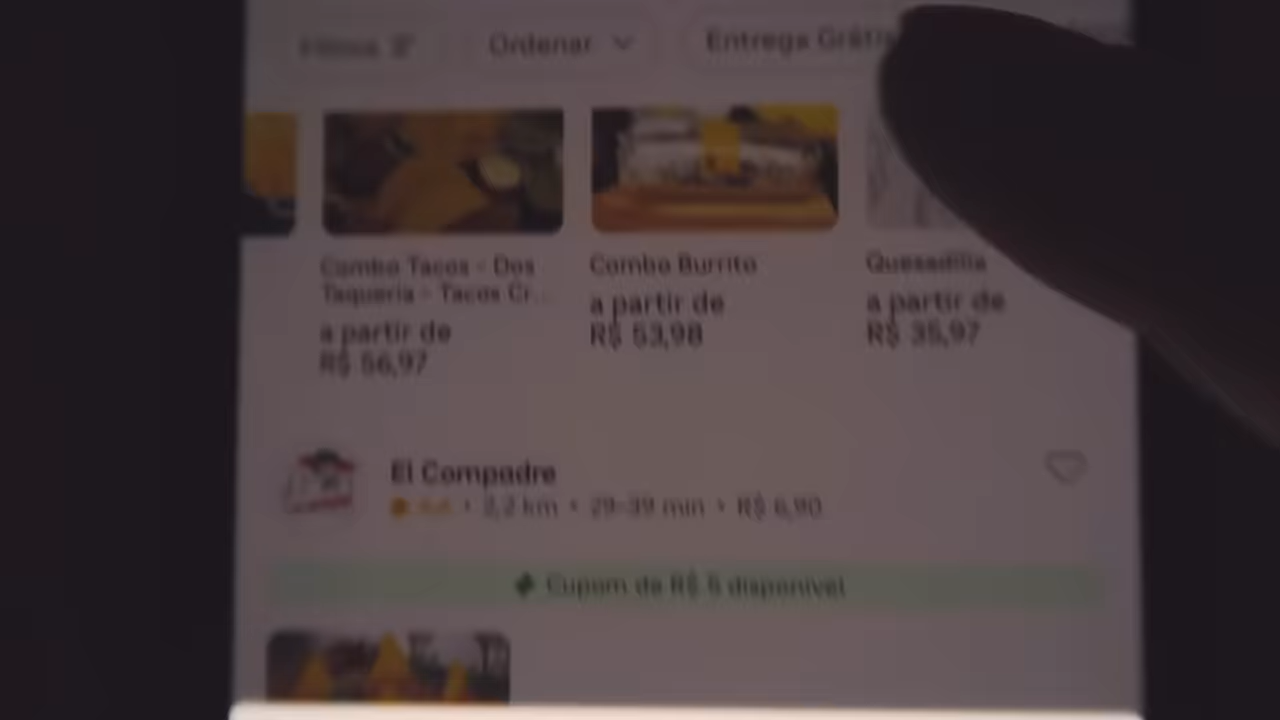 Filtros
Ordenar
Entrega Grátis
Combo Tacos - Dos
Taqueria - Tacos Cr...
a partir de
R$ 56,97
Combo Burrito
a partir de
R$ 53,98
Quesadilla
a partir de
R$ 35,97
El Compadre
• 2,2 km • 29-39 min • R$ 6,90
Cupom de R$ 5 disponível